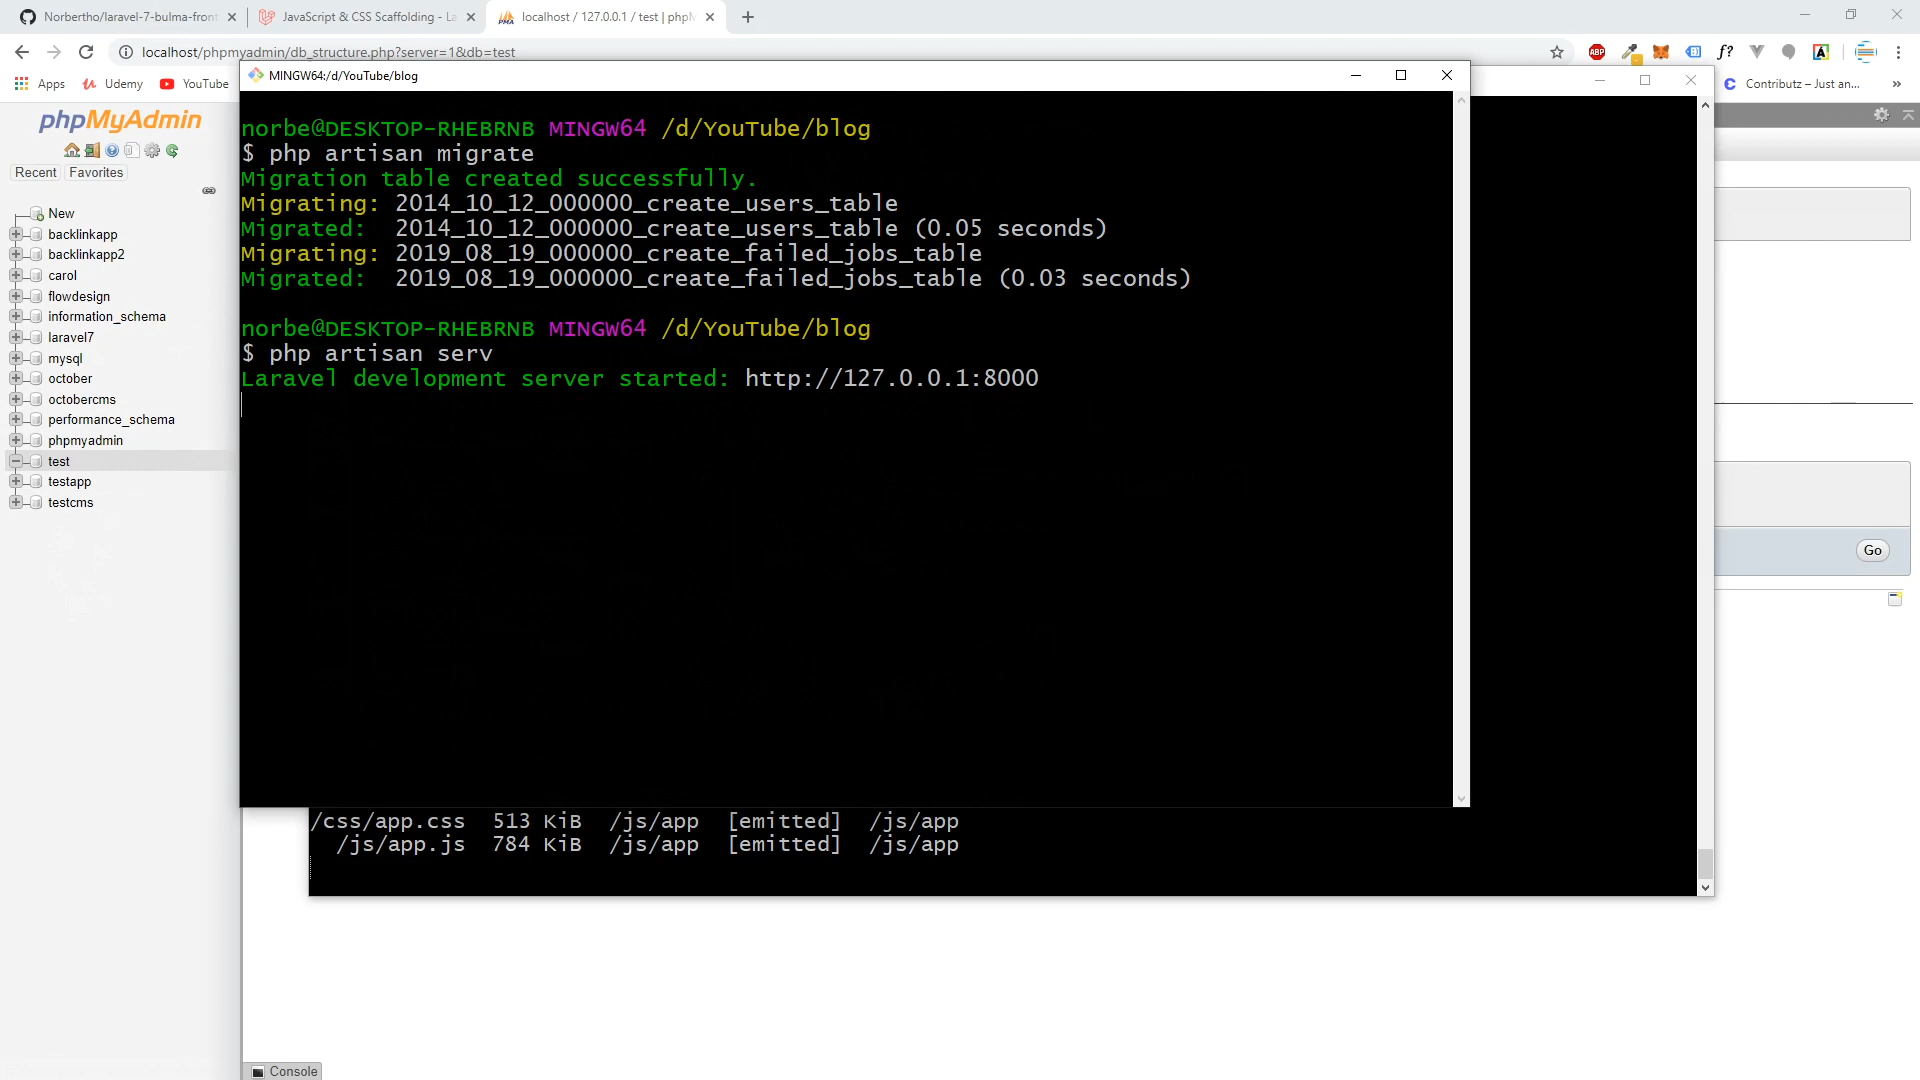 Norbertho/laravel-7-bulma-front
JavaScript & CSS Scaffolding - La
localhost / 127.0.0.1 / test | phpM
localhost/phpmyadmin/db_structure.php?server=1&db=test
ABP
f?
Apps
Udemy
YouTube
Contributz – Just an...
»
MINGW64:/d/YouTube/blog
phpMyAdmin
Recent
Favorites
New
backlinkapp
backlinkapp2
carol
flowdesign
information_schema
laravel7
mysql
october
octobercms
performance_schema
phpmyadmin
test
testapp
testcms
norbe@DESKTOP-RHEBRNB MINGW64 /d/YouTube/blog
$ php artisan migrate
Migration table created successfully.
Migrating: 2014_10_12_000000_create_users_table
Migrated:  2014_10_12_000000_create_users_table (0.05 seconds)
Migrating: 2019_08_19_000000_create_failed_jobs_table
Migrated:  2019_08_19_000000_create_failed_jobs_table (0.03 seconds)
norbe@DESKTOP-RHEBRNB MINGW64 /d/YouTube/blog
$ php artisan serv
Laravel development server started: http://127.0.0.1:8000
/css/app.css  513 KiB  /js/app  [emitted]  /js/app
/js/app.js  784 KiB  /js/app  [emitted]  /js/app
Go
Console